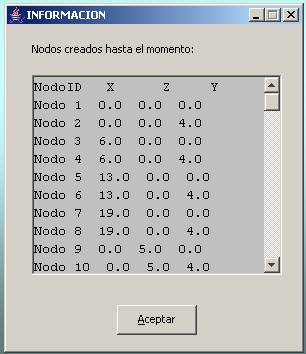 INFORMACION
Nodos creados hasta el momento:
NodoID X Z Y
Nodo 1 0.0 0.0 0.0
Nodo 2 0.0 0.0 4.0
Nodo 3 6.0 0.0 0.0
Nodo 4 6.0 0.0 4.0
Nodo 5 13.0 0.0 0.0
Nodo 6 13.0 0.0 4.0
Nodo 7 19.0 0.0 0.0
Nodo 8 19.0 0.0 4.0
Nodo 9 0.0 5.0 0.0
Nodo 10 0.0 5.0 4.0
Aceptar